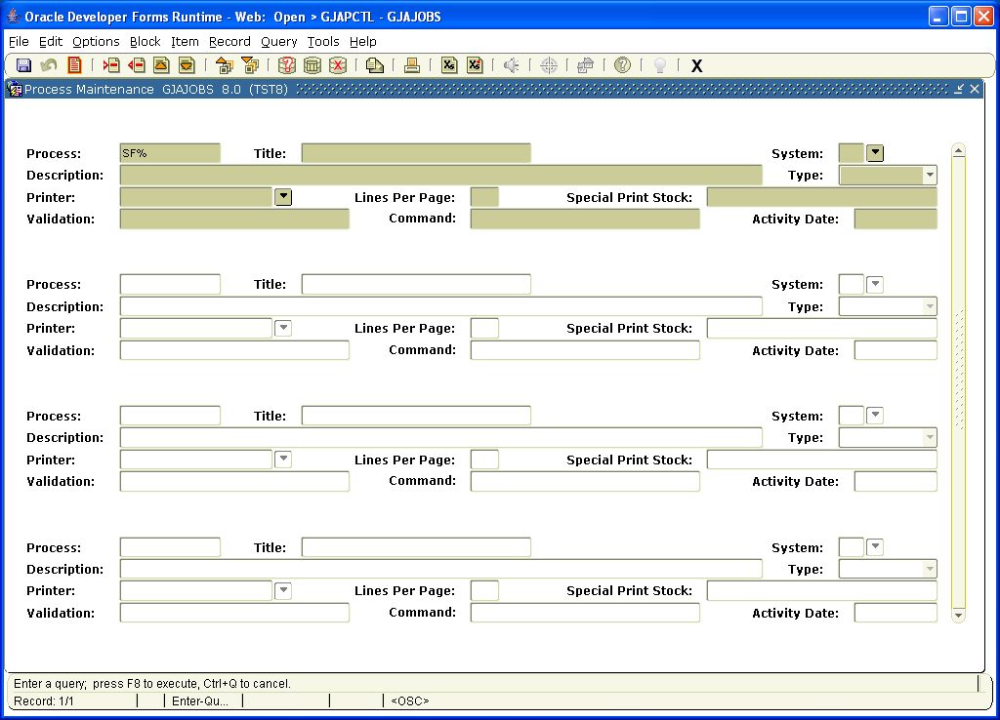 Oracle Developer Forms Runtime - Web: Open > GJAPCTL - GJAJOBS
File Edit Options Block Item Record Query Tools Help
X
Process Maintenance GJAJOBS 8.0 (TST8)
Process: SF% Title: System:
Description: Type:
Printer: Lines Per Page: Special Print Stock:
Validation: Command: Activity Date:
Process: Title: System:
Description: Type:
Printer: Lines Per Page: Special Print Stock:
Validation: Command: Activity Date:
Process: Title: System:
Description: Type:
Printer: Lines Per Page: Special Print Stock:
Validation: Command: Activity Date:
Process: Title: System:
Description: Type:
Printer: Lines Per Page: Special Print Stock:
Validation: Command: Activity Date:
Enter a query; press F8 to execute, Ctrl+Q to cancel.
Record: 1/1 Enter-Qu... <OSC>